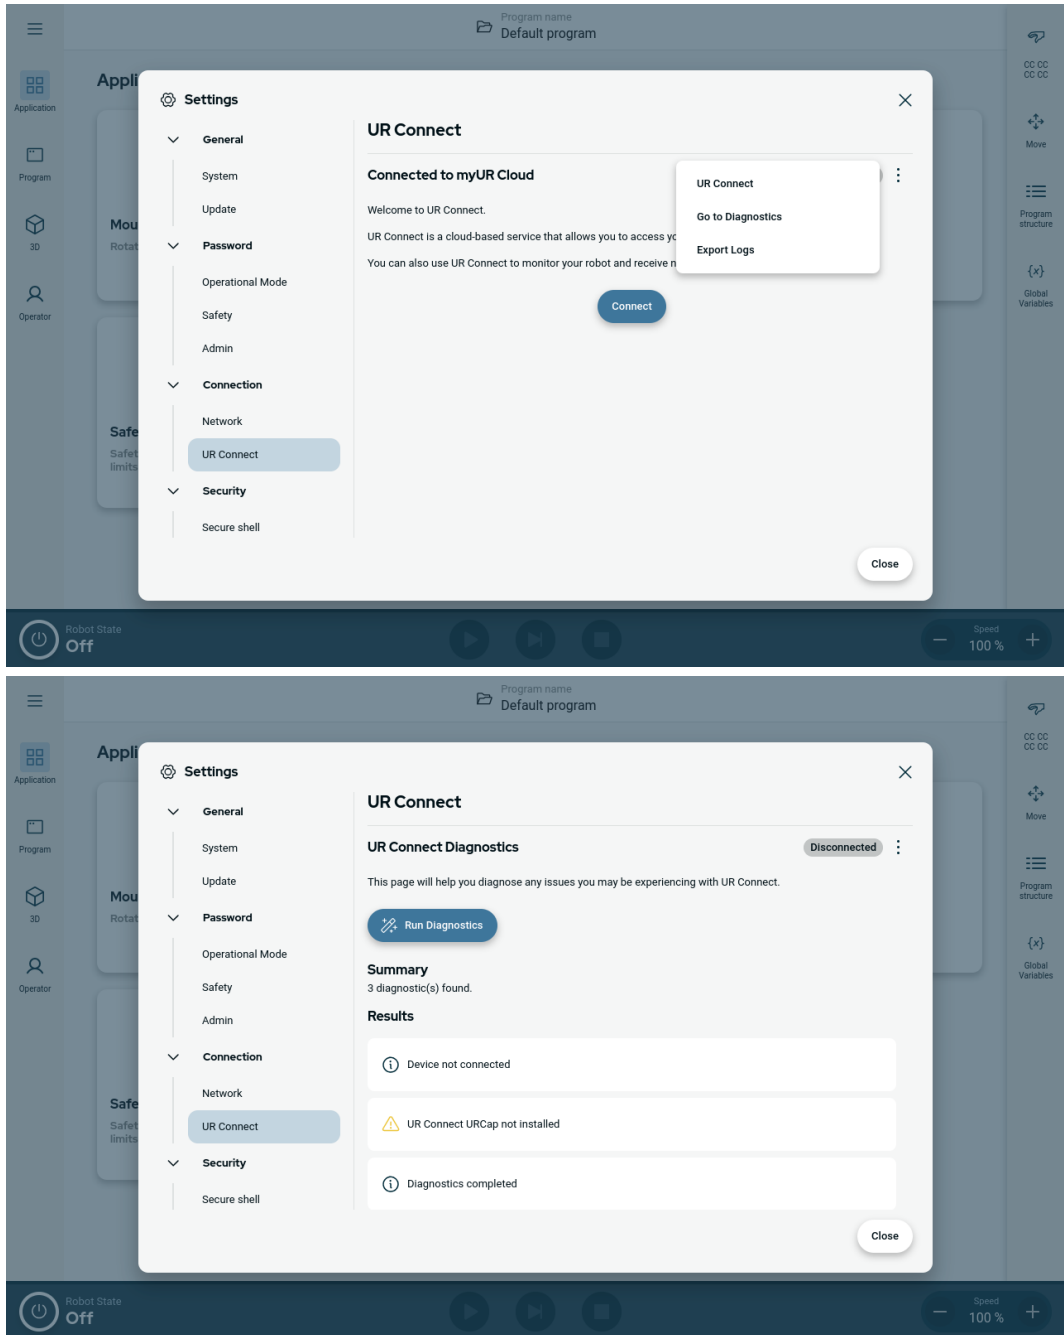 Program name
Default program
Application
Program
3D
Operator
Appli
Mou
Rotat
Safe
Safet
limits
Settings
General
System
Update
Password
Operational Mode
Safety
Admin
Connection
Network
UR Connect
Security
Secure shell
UR Connect
Connected to myUR Cloud
Welcome to UR Connect.
UR Connect is a cloud-based service that allows you to access yo
You can also use UR Connect to monitor your robot and receive n
Connect
UR Connect
Go to Diagnostics
Export Logs
Close
CC CC
CC CC
Move
Program
structure
{x}
Global
Variables
Robot State
Off
Speed
100 %
Program name
Default program
Application
Program
3D
Operator
Appli
Mou
Rotat
Safe
Safet
limits
Settings
General
System
Update
Password
Operational Mode
Safety
Admin
Connection
Network
UR Connect
Security
Secure shell
UR Connect
UR Connect Diagnostics
Disconnected
This page will help you diagnose any issues you may be experiencing with UR Connect.
Run Diagnostics
Summary
3 diagnostic(s) found.
Results
Device not connected
UR Connect URCap not installed
Diagnostics completed
Close
CC CC
CC CC
Move
Program
structure
{x}
Global
Variables
Robot State
Off
Speed
100 %